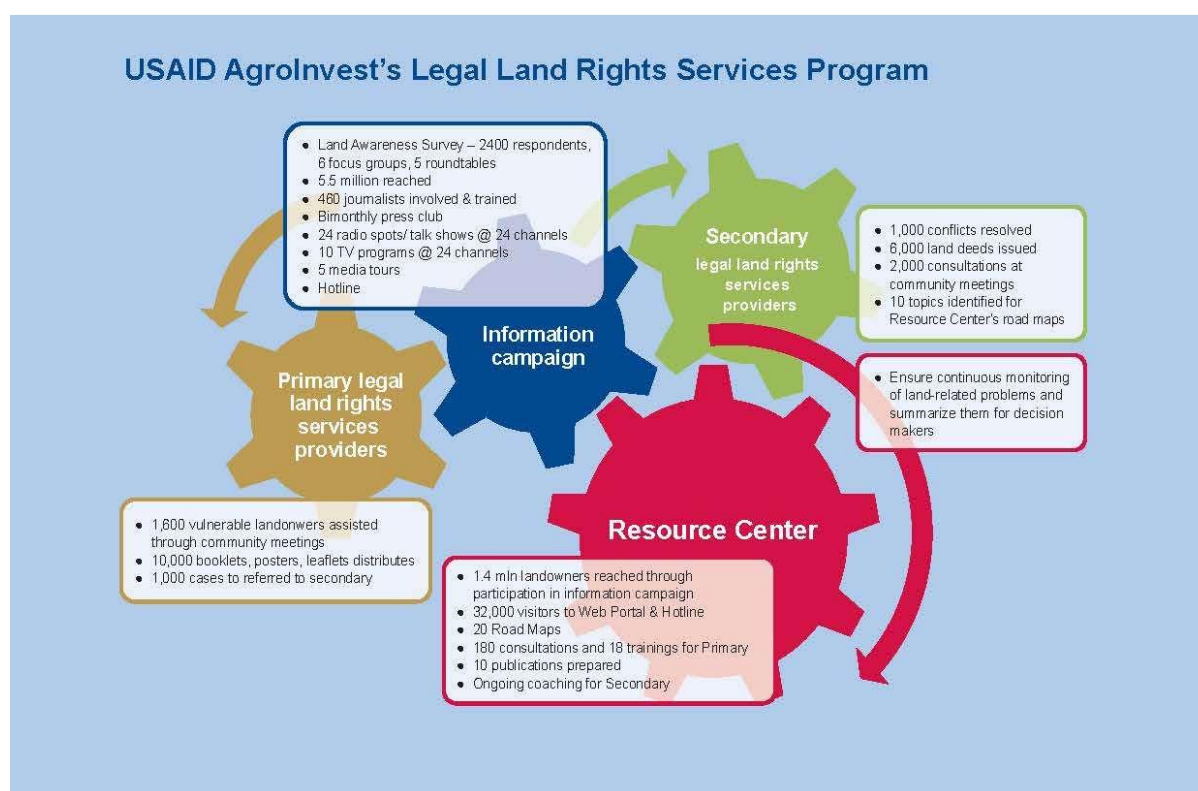 USAID AgroInvest's Legal Land Rights Services Program
• Land Awareness Survey – 2400 respondents,
6 focus groups, 5 roundtables
• 5.5 million reached
• 460 journalists involved & trained
• Bimonthly press club
• 24 radio spots/ talk shows @ 24 channels
• 10 TV programs @ 24 channels
• 5 media tours
• Hotline
Information
campaign
Secondary
legal land rights
services
providers
• 1,000 conflicts resolved
• 6,000 land deeds issued
• 2,000 consultations at
community meetings
• 10 topics identified for
Resource Center's road maps
• Ensure continuous monitoring
of land-related problems and
summarize them for decision
makers
Primary legal
land rights
services
providers
• 1,600 vulnerable landonwers assisted
through community meetings
• 10,000 booklets, posters, leaflets distributes
• 1,000 cases to referred to secondary
Resource Center
• 1.4 mln landowners reached through
participation in information campaign
• 32,000 visitors to Web Portal & Hotline
• 20 Road Maps
• 180 consultations and 18 trainings for Primary
• 10 publications prepared
• Ongoing coaching for Secondary